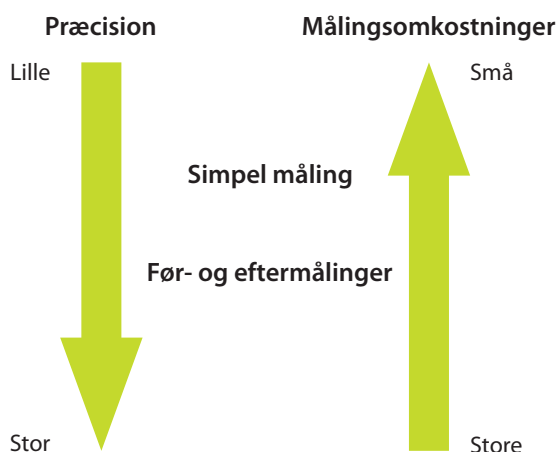 Præcision
Målingsomkostninger
Lille
Små
Simpel måling
Før- og eftermålinger
Stor
Store